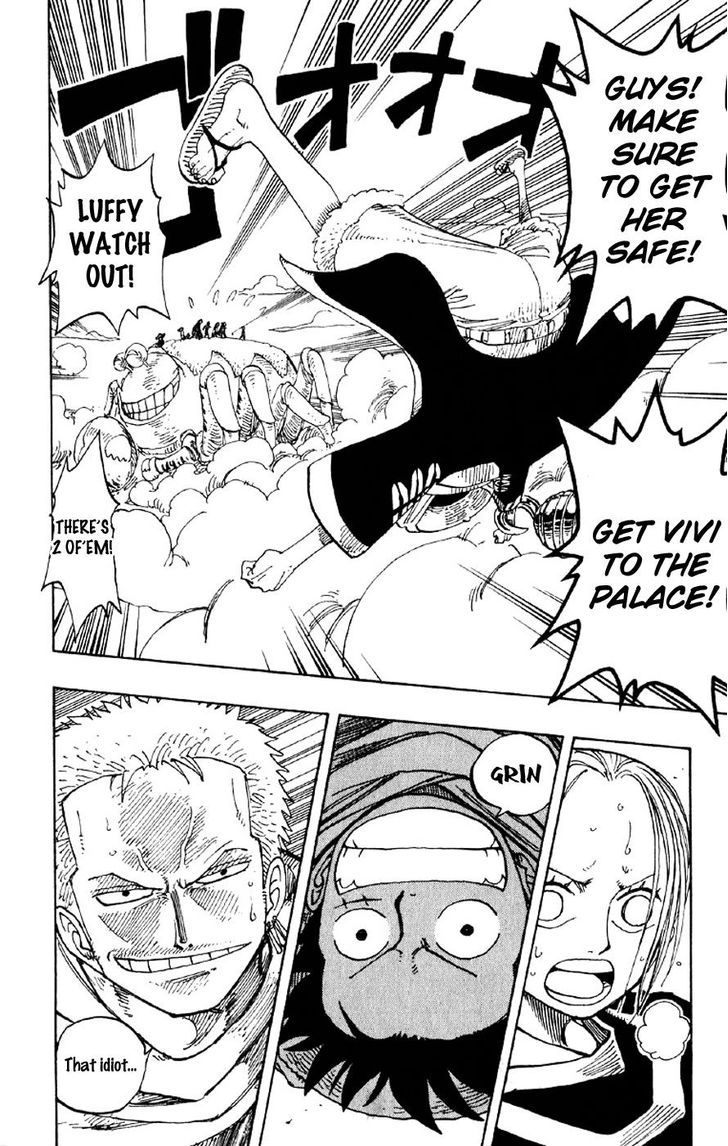 GUYS!
MAKE
SURE
TO GET
HER
SAFE!
GET VIVI
TO THE
PALACE!
ゴオオオ
LUFFY
WATCH
OUT!
THERE'S
2 OF'EM!
GRIN
That idiot...